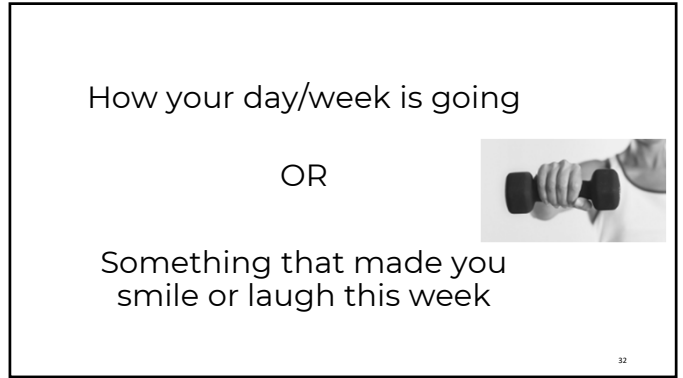 How your day/week is going
OR
Something that made you
smile or laugh this week
32